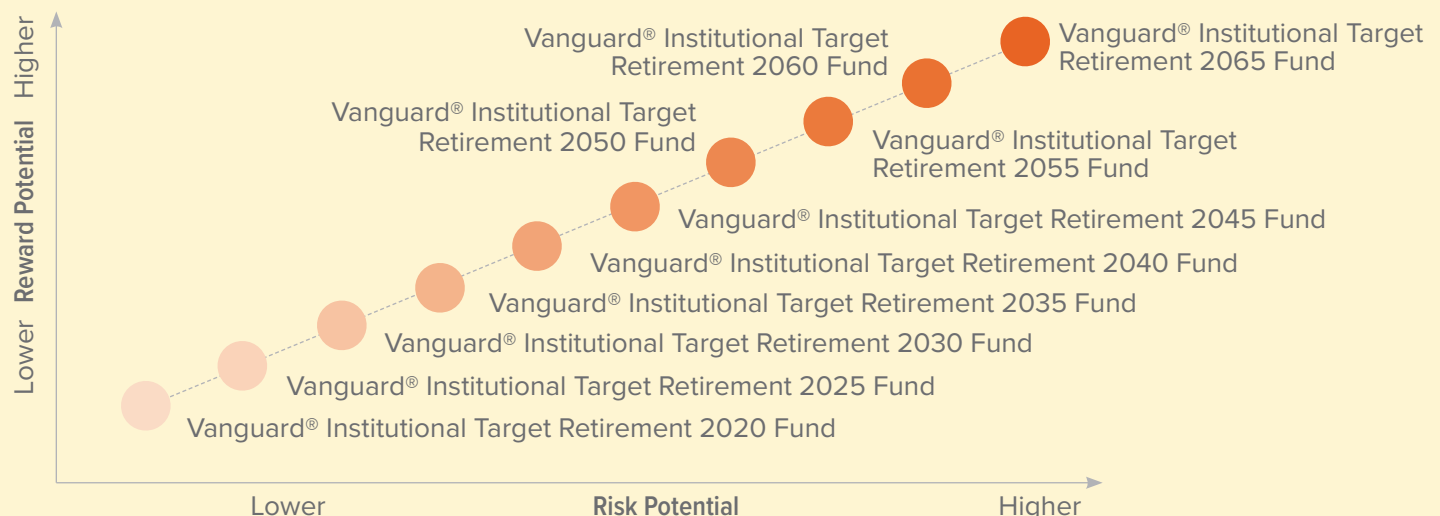 Higher
Reward Potential
Lower
Vanguard® Institutional Target
Retirement 2065 Fund
Vanguard® Institutional Target
Retirement 2060 Fund
Vanguard® Institutional Target
Retirement 2055 Fund
Vanguard® Institutional Target
Retirement 2050 Fund
Vanguard® Institutional Target Retirement 2045 Fund
Vanguard® Institutional Target Retirement 2040 Fund
Vanguard® Institutional Target Retirement 2035 Fund
Vanguard® Institutional Target Retirement 2030 Fund
Vanguard® Institutional Target Retirement 2025 Fund
Vanguard® Institutional Target Retirement 2020 Fund
Lower
Risk Potential
Higher